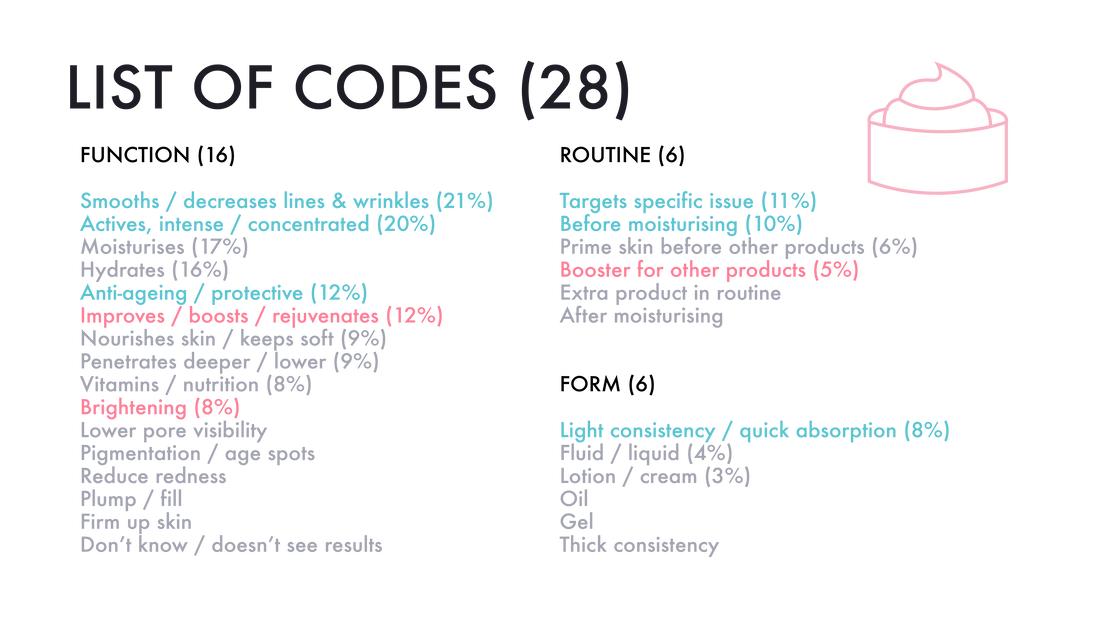 LIST OF CODES (28)
FUNCTION (16)
Smooths / decreases lines & wrinkles (21%)
Actives, intense / concentrated (20%)
Moisturises (17%)
Hydrates (16%)
Anti-ageing / protective (12%)
Improves / boosts / rejuvenates (12%)
Nourishes skin / keeps soft (9%)
Penetrates deeper / lower (9%)
Vitamins / nutrition (8%)
Brightening (8%)
Lower pore visibility
Pigmentation / age spots
Reduce redness
Plump / fill
Firm up skin
Don’t know / doesn’t see results
ROUTINE (6)
Targets specific issue (11%)
Before moisturising (10%)
Prime skin before other products (6%)
Booster for other products (5%)
Extra product in routine
After moisturising
FORM (6)
Light consistency / quick absorption (8%)
Fluid / liquid (4%)
Lotion / cream (3%)
Oil
Gel
Thick consistency